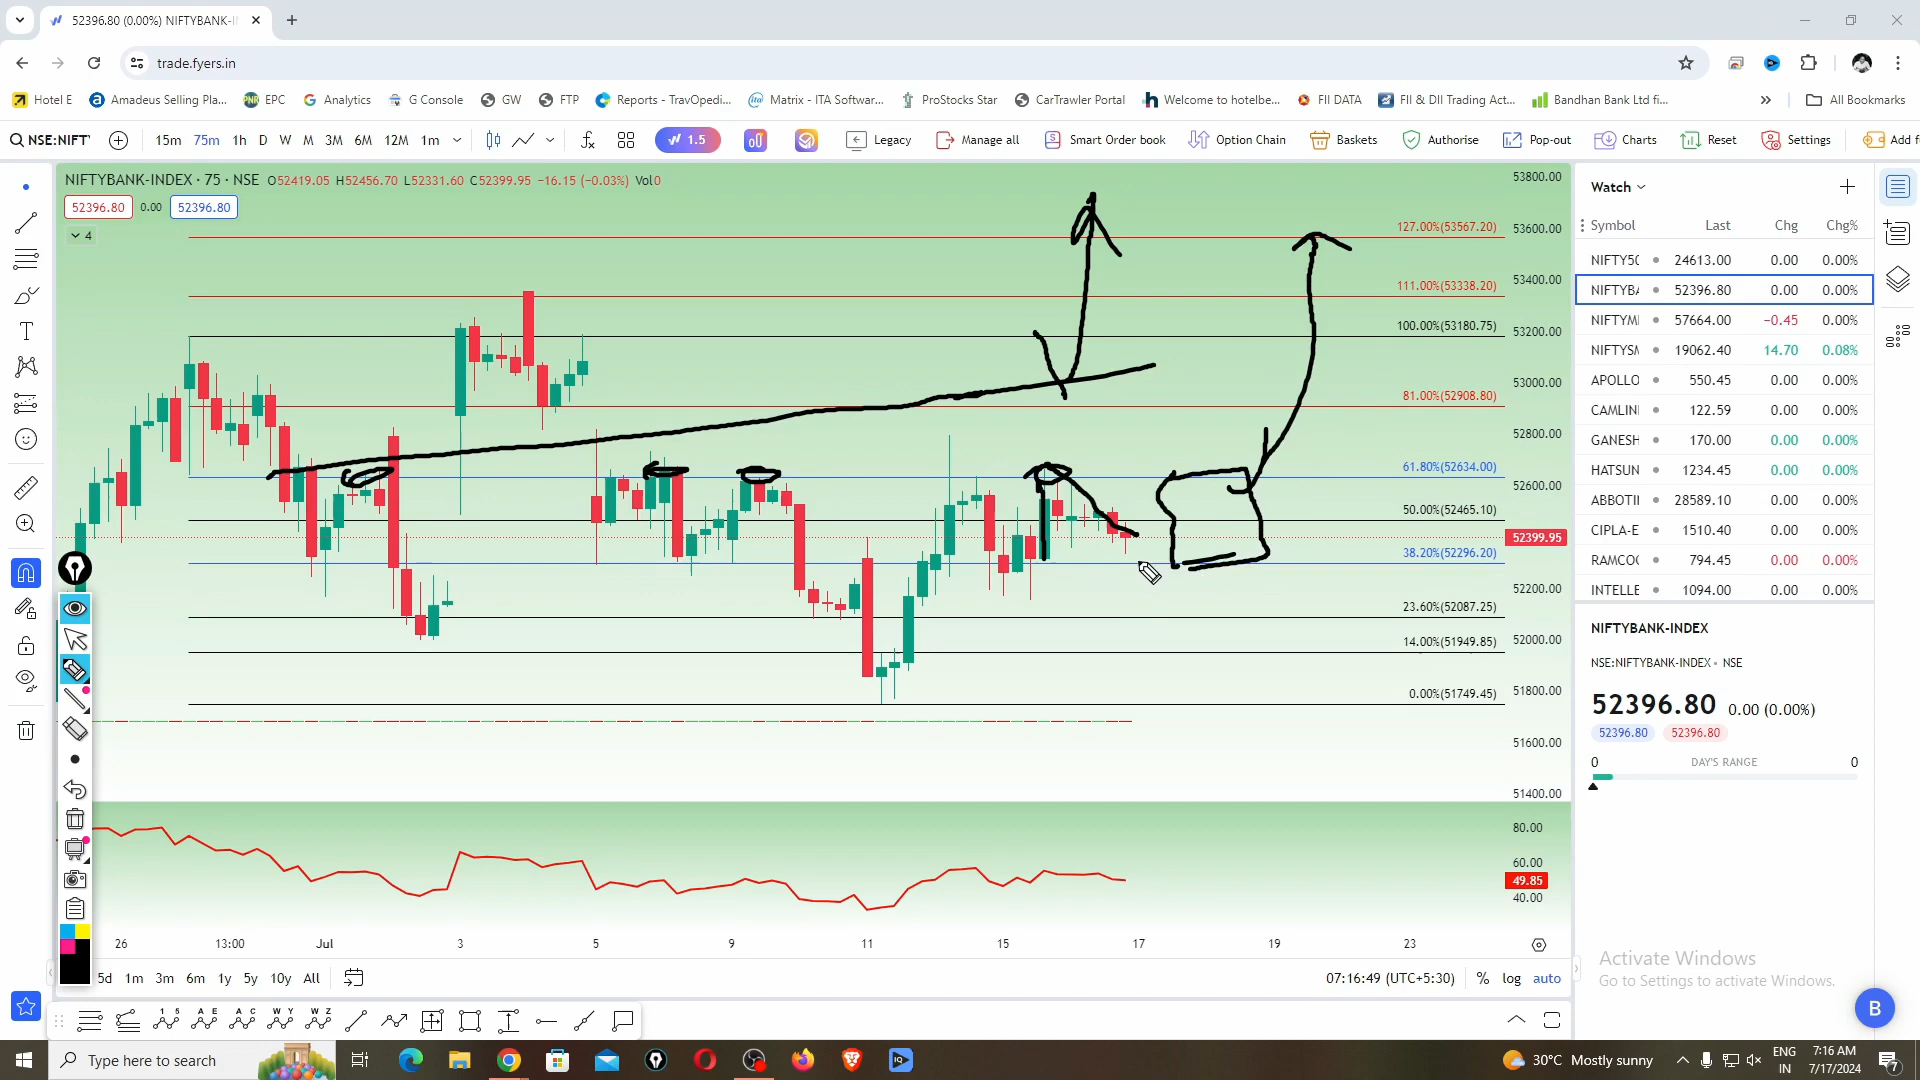 52396.80 (0.00%) NIFTYBANK-I
trade.fyers.in
Hotel E
Amadeus Selling Pla...
EPC
Analytics
G Console
GW
FTP
Reports - TravOpedi...
Matrix - ITA Softwar...
ProStocks Star
CarTrawler Portal
Welcome to hotelbe...
FII DATA
FII & DII Trading Act...
Bandhan Bank Ltd fi...
All Bookmarks
NSE:NIFT
15m 75m 1h D W M 3M 6M 12M 1m
1.5
Legacy
Manage all
Smart Order book
Option Chain
Baskets
Authorise
Pop-out
Charts
Reset
Settings
Add f
NIFTYBANK-INDEX · 75 · NSE O52419.05 H52456.70 L52331.60 C52399.95 −16.15 (−0.03%) Vol0
52396.80 0.00 52396.80
4
127.00%(53567.20)
111.00%(53338.20)
100.00%(53180.75)
81.00%(52908.80)
61.80%(52634.00)
50.00%(52465.10)
38.20%(52296.20)
23.60%(52087.25)
14.00%(51949.85)
0.00%(51749.45)
53800.00
53600.00
53400.00
53200.00
53000.00
52800.00
52600.00
52399.95
52200.00
52000.00
51800.00
51600.00
51400.00
80.00
60.00
49.85
40.00
26 13:00 Jul 3 5 9 11 15 17 19 23
5d 1m 3m 6m 1y 5y 10y All
07:16:49 (UTC+5:30) % log auto
Watch
Symbol Last Chg Chg%
NIFTY50 24613.00 0.00 0.00%
NIFTYBA 52396.80 0.00 0.00%
NIFTYMI 57664.00 −0.45 0.00%
NIFTYSM 19062.40 14.70 0.08%
APOLLO 550.45 0.00 0.00%
CAMLIN 122.59 0.00 0.00%
GANESH 170.00 0.00 0.00%
HATSUN 1234.45 0.00 0.00%
ABBOTI 28589.10 0.00 0.00%
CIPLA-E 1510.40 0.00 0.00%
RAMCO 794.45 0.00 0.00%
INTELLE 1094.00 0.00 0.00%
NIFTYBANK-INDEX
NSE:NIFTYBANK-INDEX • NSE
52396.80 0.00 (0.00%)
52396.80 52396.80
0 DAY'S RANGE 0
Activate Windows
Go to Settings to activate Windows.
B
Type here to search
30°C Mostly sunny
ENG
IN
7:16 AM
7/17/2024
7